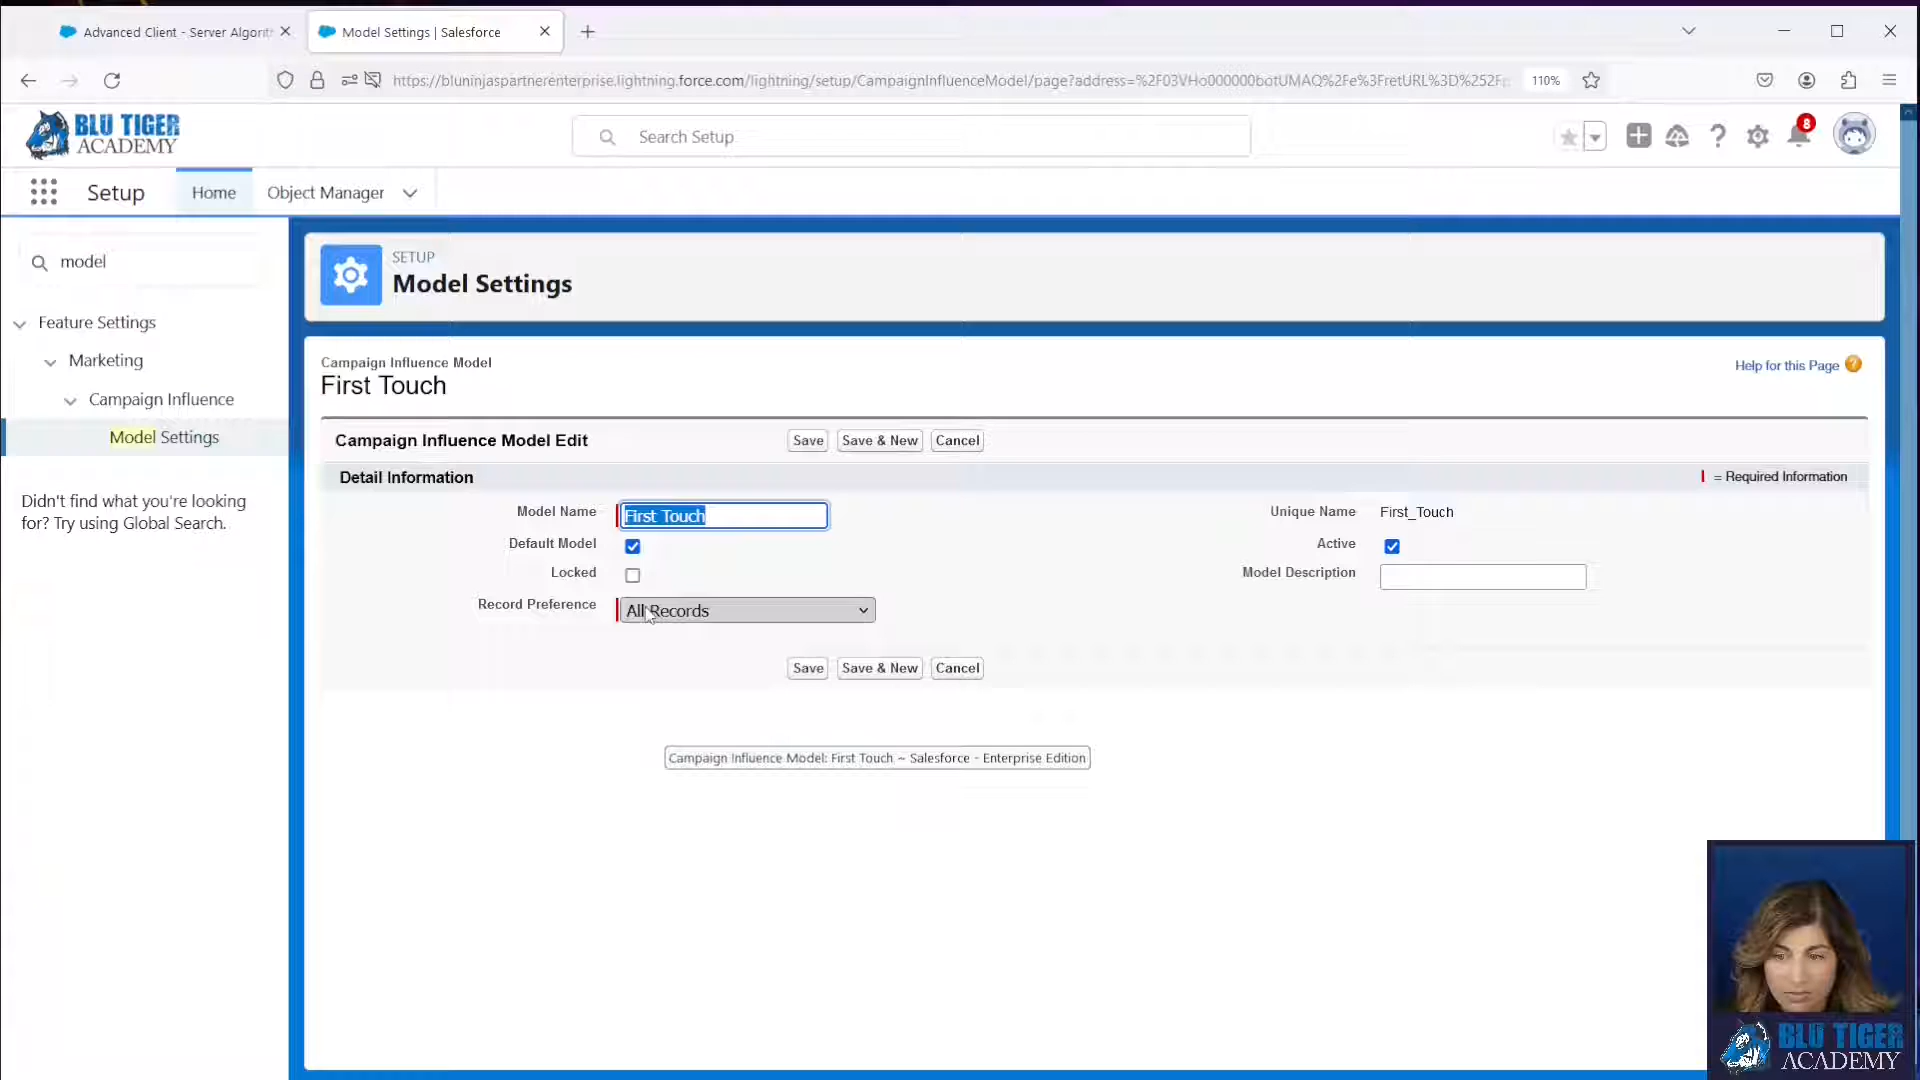 Advanced Client - Server Algorit
Model Settings | Salesforce
https://bluninjaspartnerenterprise.lightning.force.com/lightning/setup/CampaignInfluenceModel/page?address=%2F03VHo000000botUMAQ%2Fe%3FretURL%3D%252F
110%
BLU TIGER
ACADEMY
Search Setup
8
Setup
Home
Object Manager
model
SETUP
Model Settings
Feature Settings
Marketing
Campaign Influence
Model Settings
Didn't find what you're looking
for? Try using Global Search.
Campaign Influence Model
First Touch
Help for this Page
Campaign Influence Model Edit
Save
Save & New
Cancel
Detail Information
= Required Information
Model Name
First Touch
Unique Name
First_Touch
Default Model
Active
Locked
Model Description
Record Preference
All Records
Save
Save & New
Cancel
Campaign Influence Model: First Touch ~ Salesforce - Enterprise Edition
BLU TIGER
ACADEMY